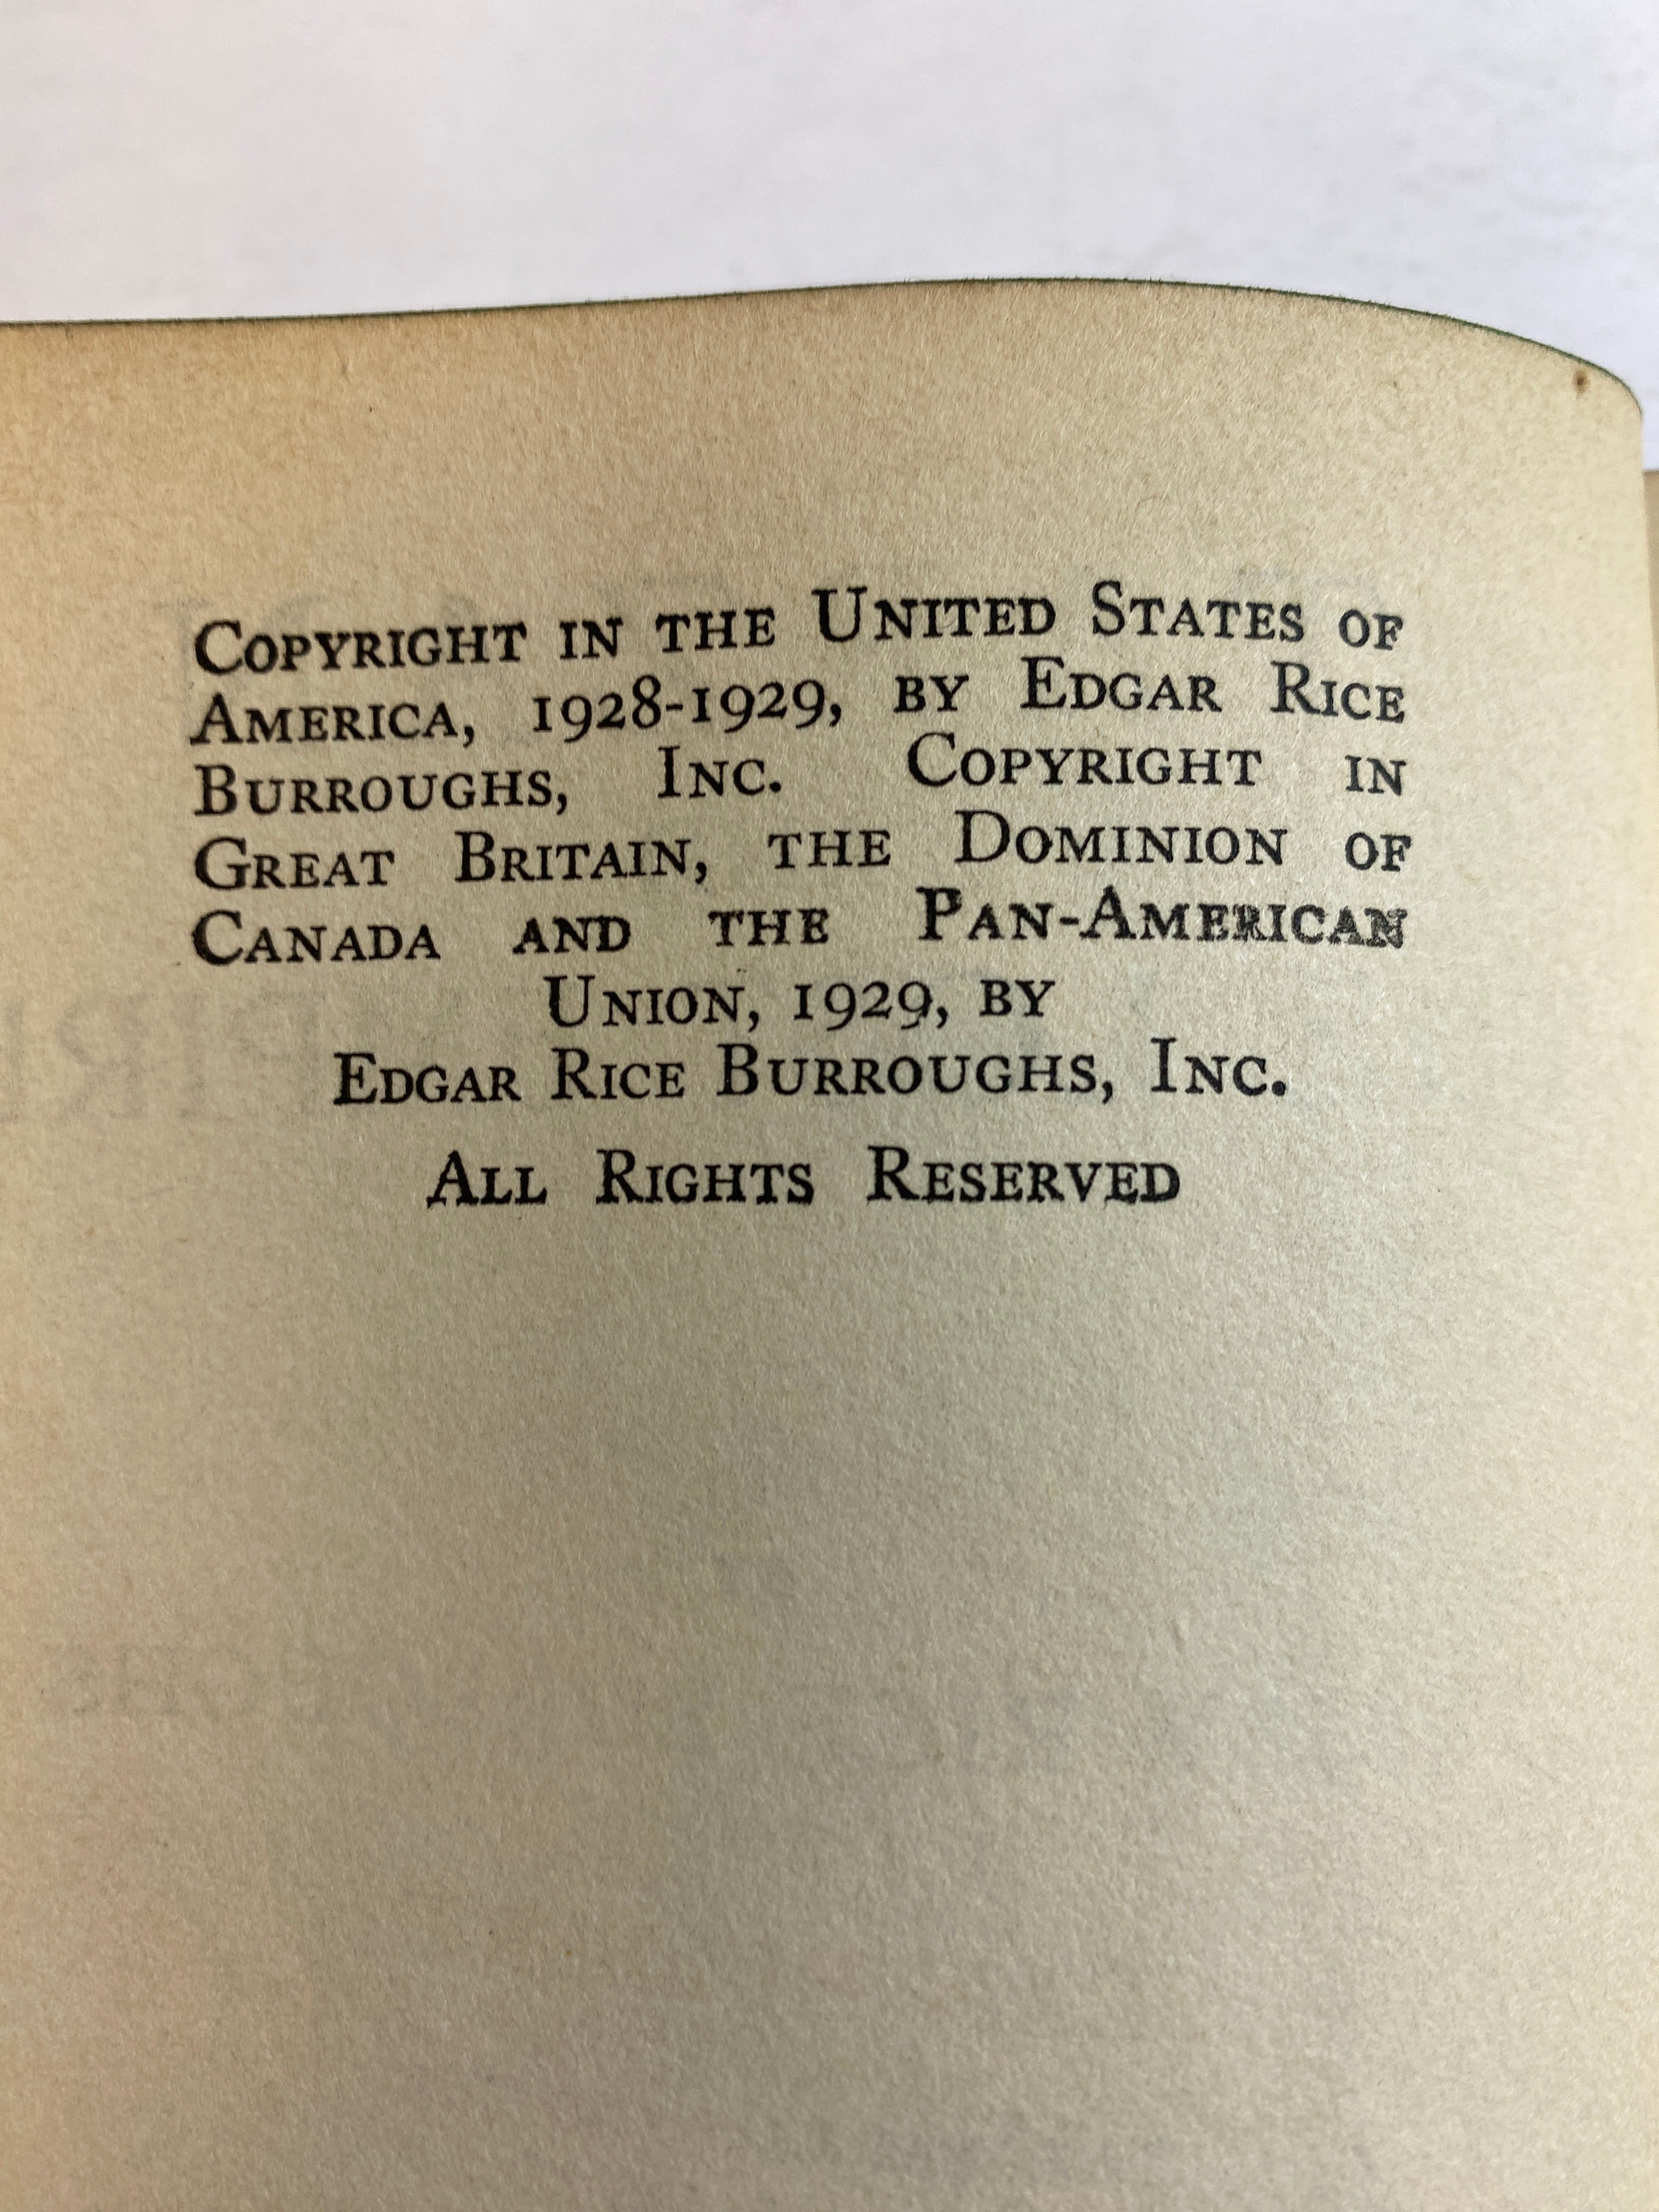 Copyright in the United States of
America, 1928-1929, by Edgar Rice
Burroughs, Inc. Copyright in
Great Britain, the Dominion of
Canada and the Pan-American
Union, 1929, by
Edgar Rice Burroughs, Inc.
All Rights Reserved